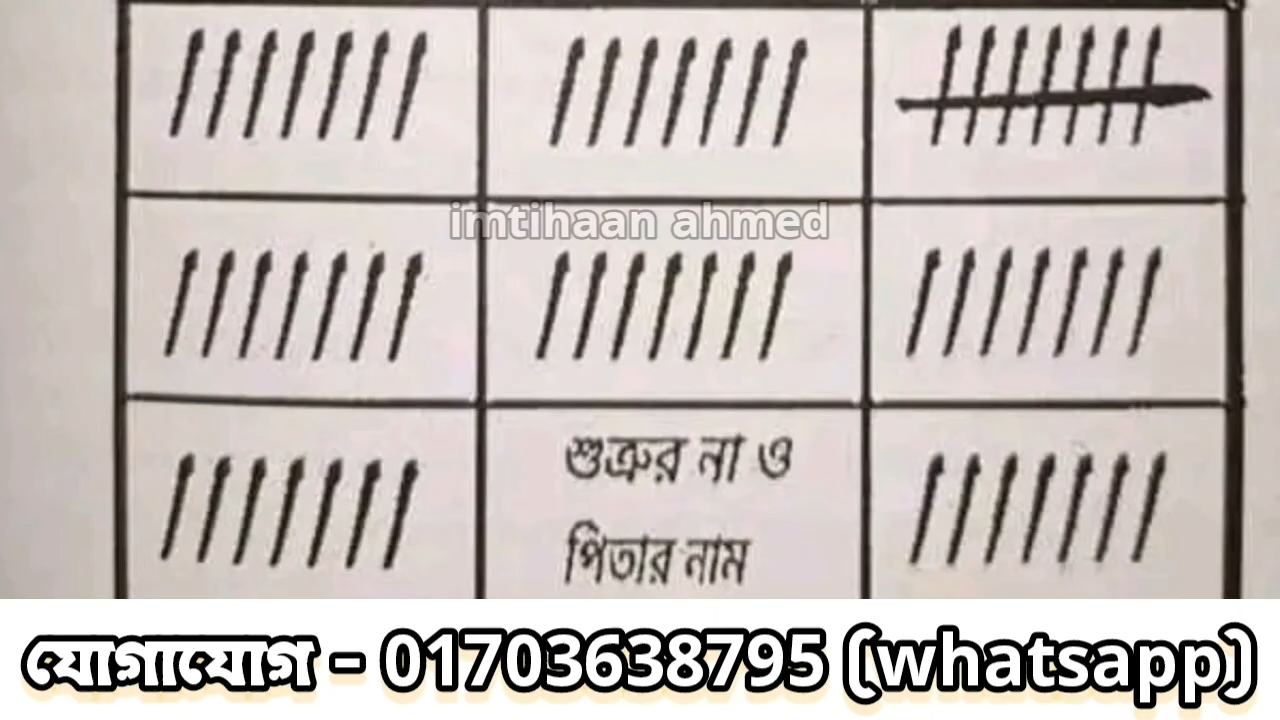 imtihaan ahmed
শুত্রুর না ও
পিতার নাম
যোগাযোগ - 01703638795 (whatsapp)